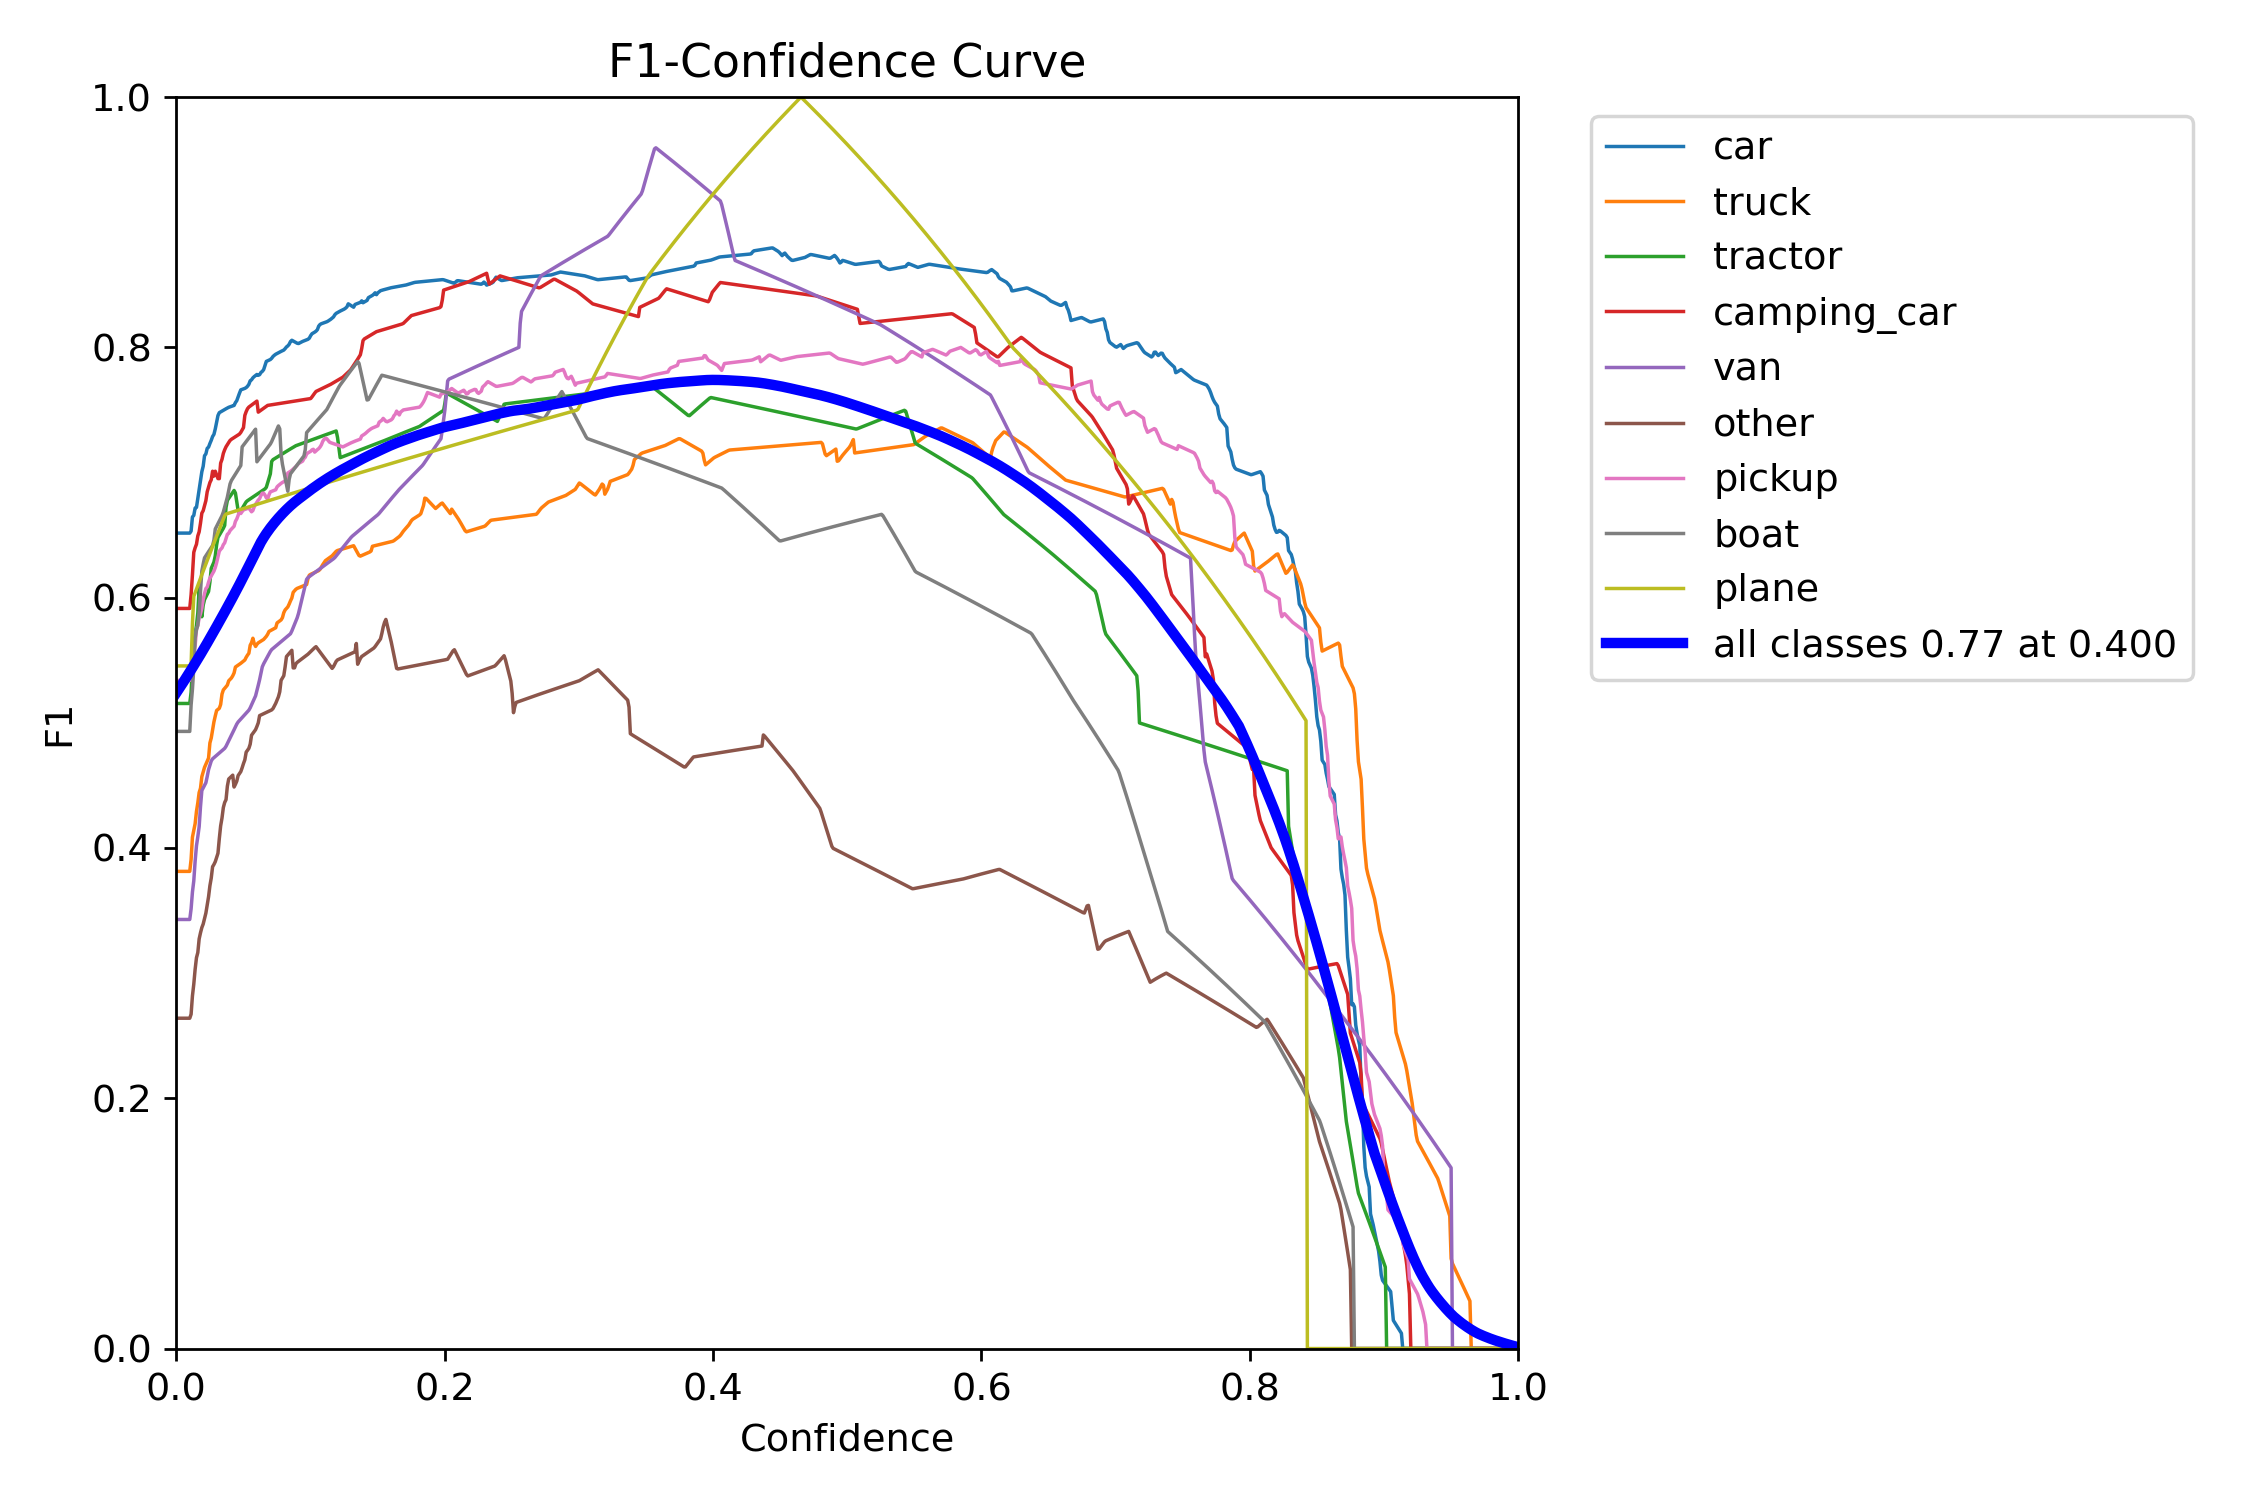 F1-Confidence Curve
1.0
0.8
0.6
0.4
0.2
0.0
F1
0.0 0.2 0.4 0.6 0.8 1.0
Confidence
car
truck
tractor
camping_car
van
other
pickup
boat
plane
all classes 0.77 at 0.400